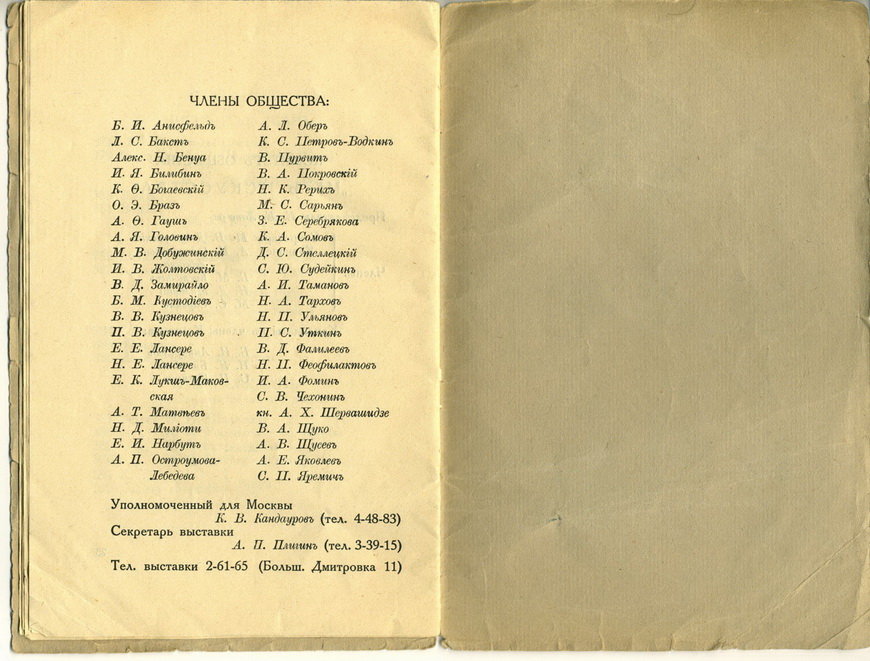 ЧЛЕНЫ ОБЩЕСТВА:
Б. И. Анисфельдъ
Л. С. Бакстъ
Алекс. Н. Бенуа
И. Я. Билибинъ
К. Ѳ. Богаевскій
О. Э. Бразъ
А. Ѳ. Гаушъ
А. Я. Головинъ
М. В. Добужинскій
И. В. Жолтовскій
В. Д. Замирайло
Б. М. Кустодіевъ
В. В. Кузнецовъ
П. В. Кузнецовъ
Е. Е. Лансере
Н. Е. Лансере
Е. К. Лукшъ-Маков-
ская
А. Т. Матвѣевъ
Н. Д. Миліоти
Е. И. Нарбутъ
А. П. Остроумова-
Лебедева
А. Л. Оберъ
К. С. Петровъ-Водкинъ
В. Пурвитъ
В. А. Покровскій
Н. К. Рерихъ
М. С. Сарьянъ
З. Е. Серебрякова
К. А. Сомовъ
Д. С. Стеллецкій
С. Ю. Судейкинъ
А. И. Тамановъ
Н. А. Тарховъ
Н. П. Ульяновъ
П. С. Уткинъ
В. Д. Фалилеевъ
Н. П. Феофилактовъ
И. А. Фоминъ
С. В. Чехонинъ
кн. А. Х. Шервашидзе
В. А. Щуко
А. В. Щусевъ
А. Е. Яковлевъ
С. П. Яремичъ
Уполномоченный для Москвы
К. В. Кандауровъ (тел. 4-48-83)
Секретарь выставки
А. П. Плигинъ (тел. 3-39-15)
Тел. выставки 2-61-65 (Больш. Дмитровка 11)